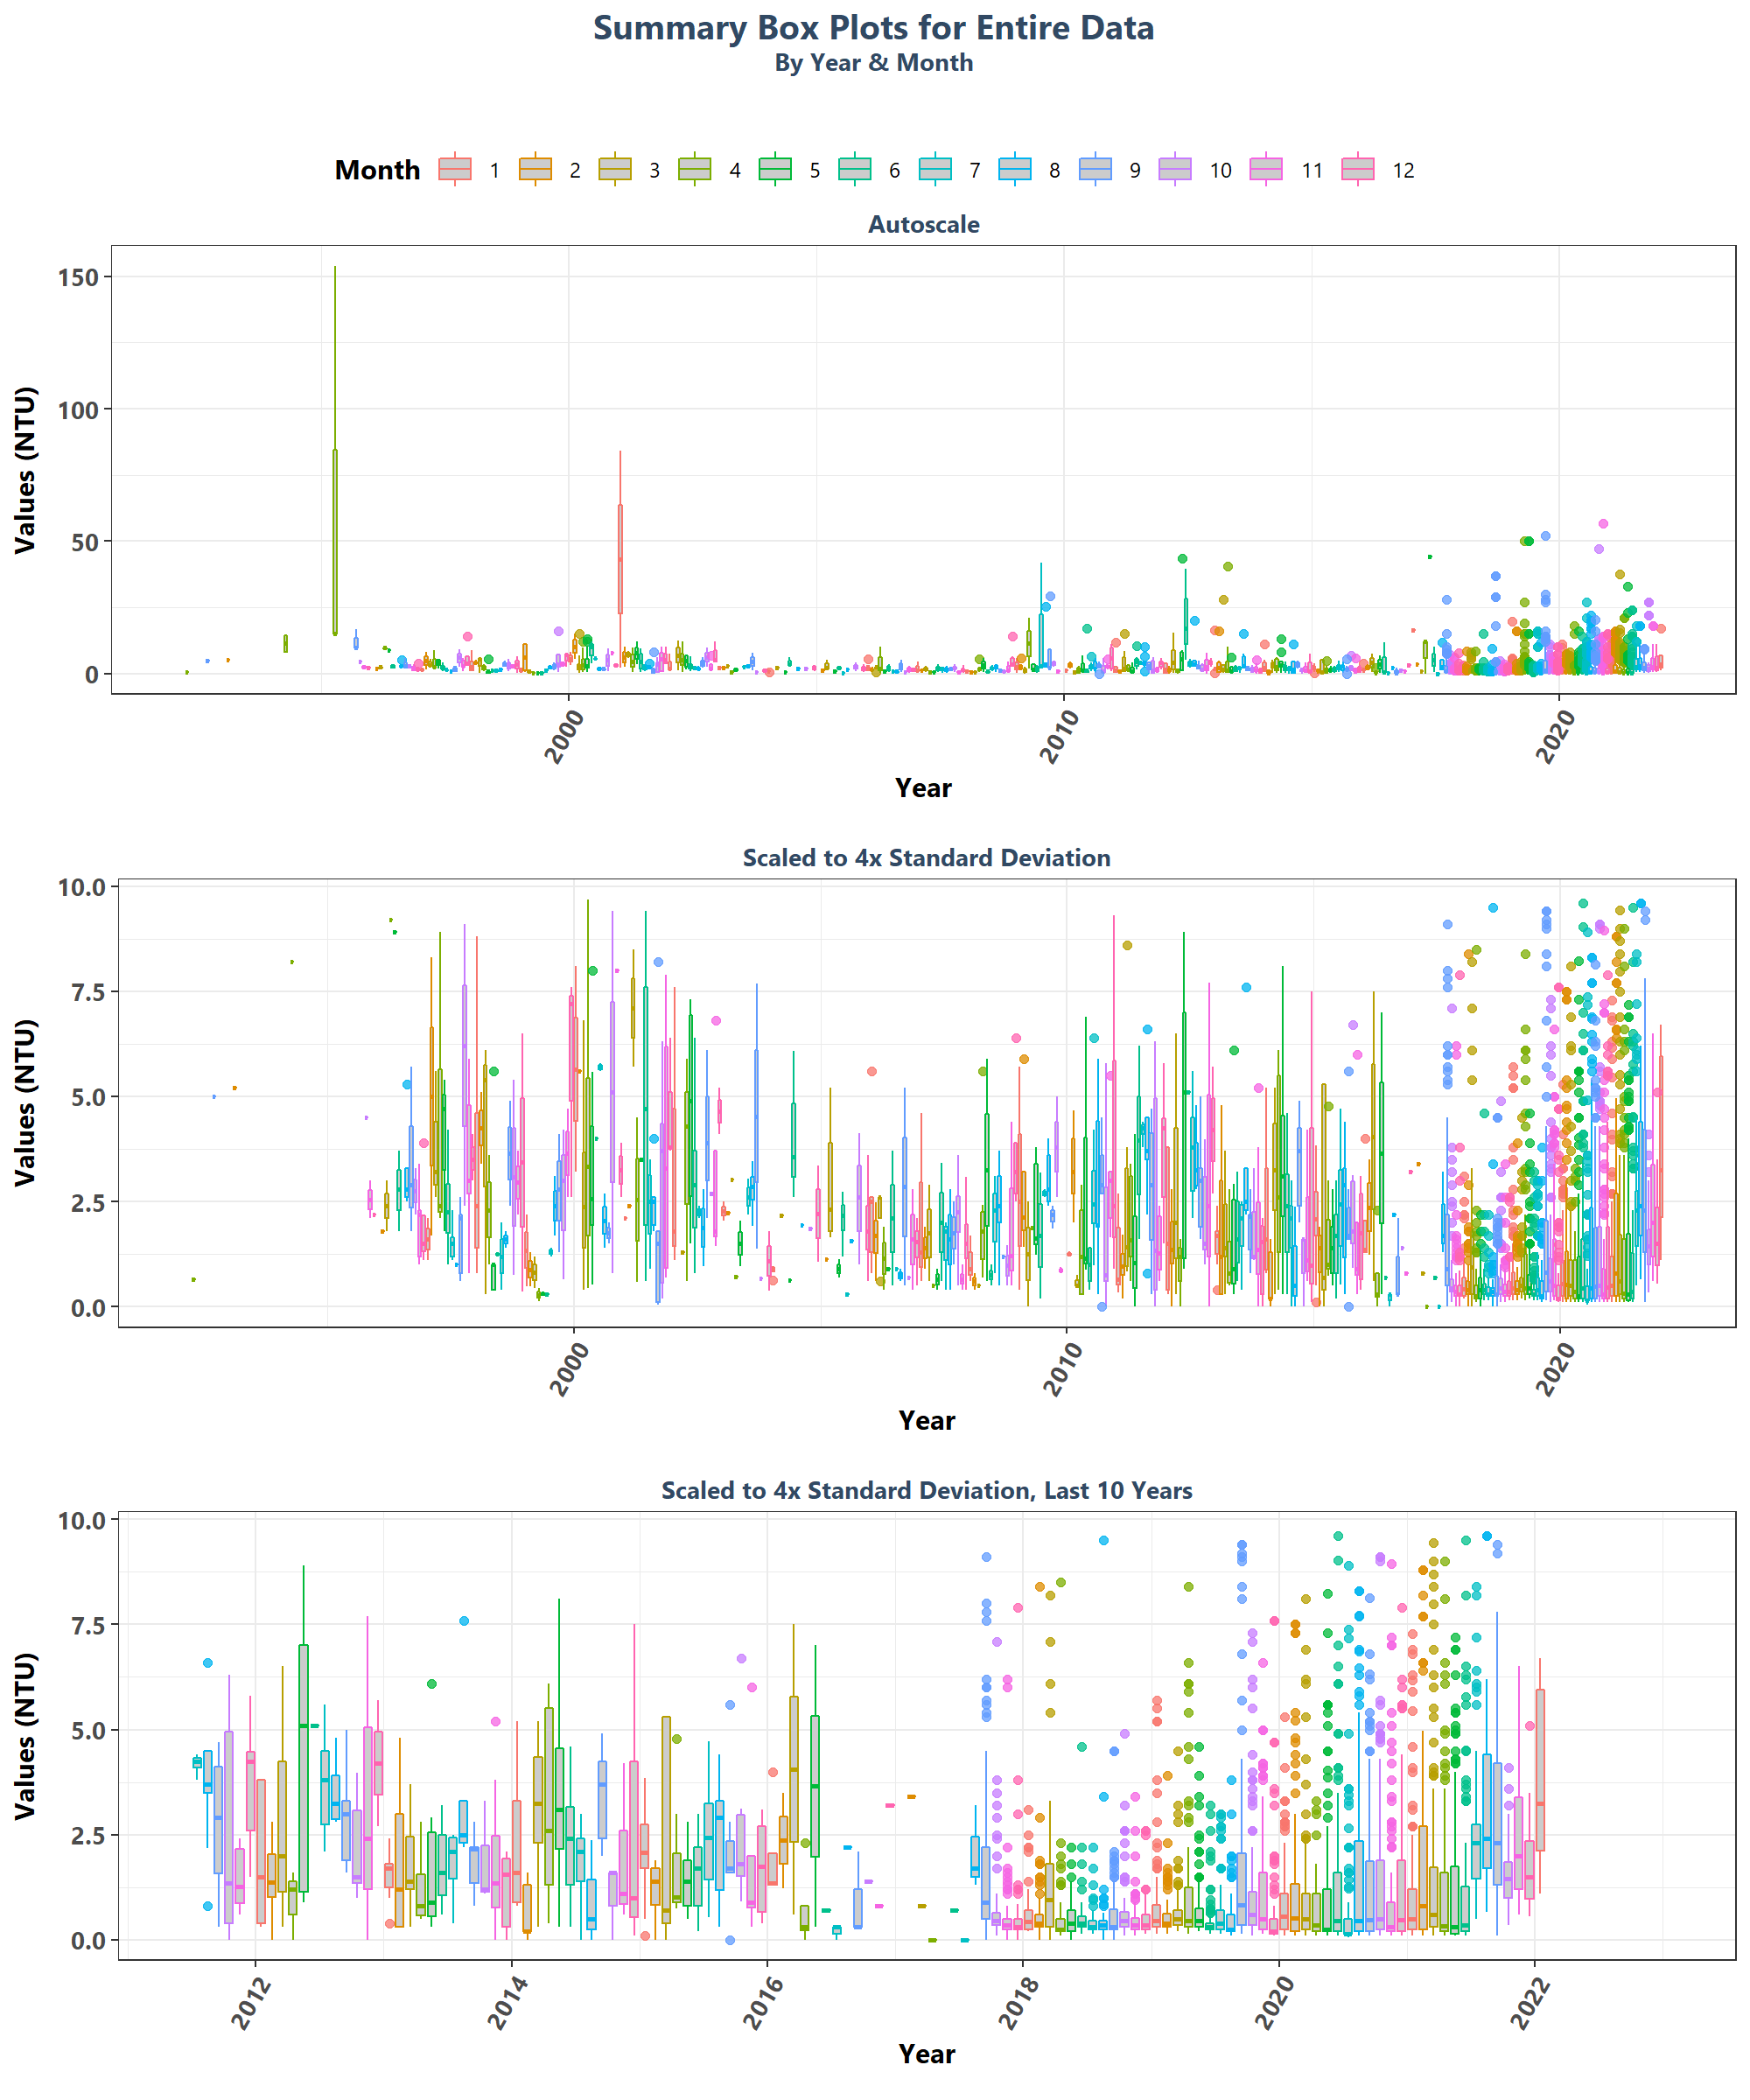 Summary Box Plots for Entire Data
By Year & Month
Month 1 2 3 4 5 6 7 8 9 10 11 12
Autoscale
Values (NTU)
150
100
50
0
2000 2010 2020
Year
Scaled to 4x Standard Deviation
Values (NTU)
10.0
7.5
5.0
2.5
0.0
2000 2010 2020
Year
Scaled to 4x Standard Deviation, Last 10 Years
Values (NTU)
10.0
7.5
5.0
2.5
0.0
2012 2014 2016 2018 2020 2022
Year